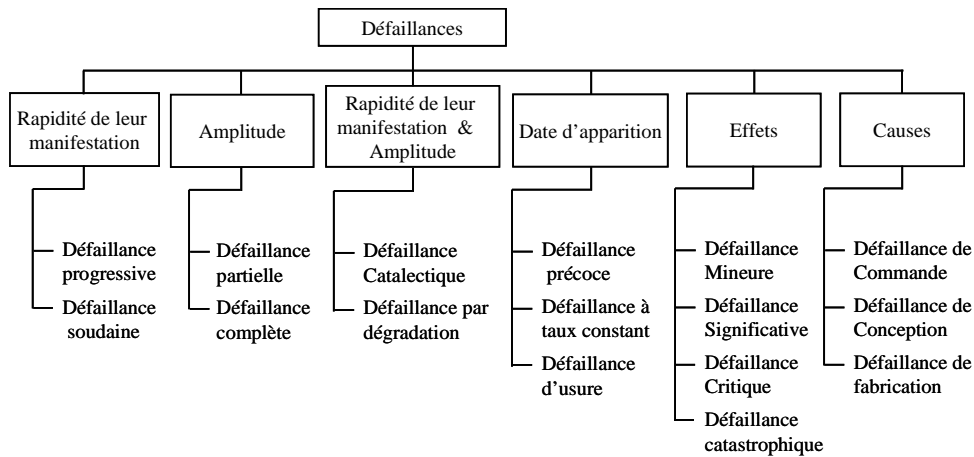 Défaillances
Rapidité de leur
manifestation
Amplitude
Rapidité de leur
manifestation &
Amplitude
Date d'apparition
Effets
Causes
Défaillance
progressive
Défaillance
soudaine
Défaillance
partielle
Défaillance
complète
Défaillance
Catalectique
Défaillance par
dégradation
Défaillance
précoce
Défaillance à
taux constant
Défaillance
d'usure
Défaillance
Mineure
Défaillance
Significative
Défaillance
Critique
Défaillance
catastrophique
Défaillance de
Commande
Défaillance de
Conception
Défaillance de
fabrication